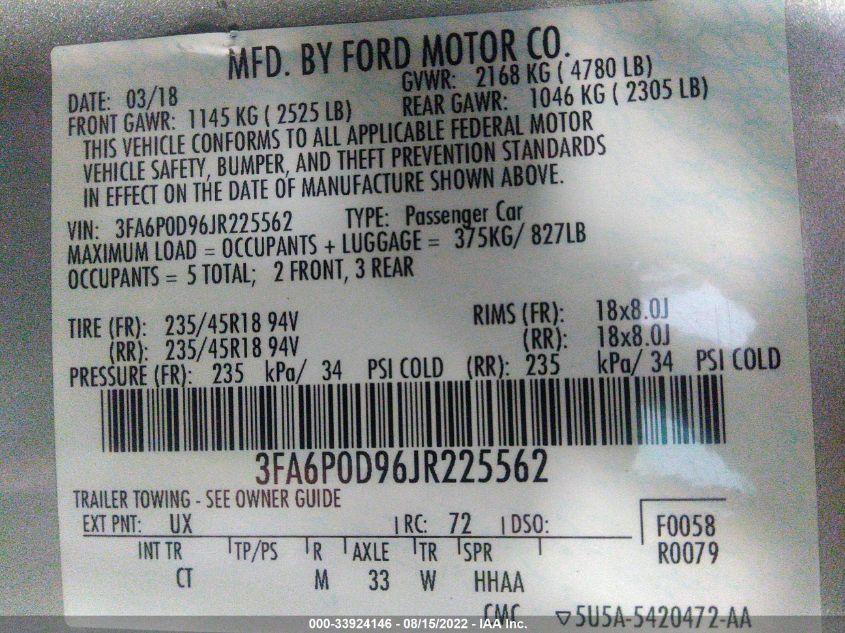 MFD. BY FORD MOTOR CO.
DATE: 03/18 GVWR: 2168 KG ( 4780 LB)
FRONT GAWR: 1145 KG ( 2525 LB) REAR GAWR: 1046 KG ( 2305 LB)
THIS VEHICLE CONFORMS TO ALL APPLICABLE FEDERAL MOTOR
VEHICLE SAFETY, BUMPER, AND THEFT PREVENTION STANDARDS
IN EFFECT ON THE DATE OF MANUFACTURE SHOWN ABOVE.
VIN: 3FA6P0D96JR225562 TYPE: Passenger Car
MAXIMUM LOAD = OCCUPANTS + LUGGAGE = 375KG/ 827LB
OCCUPANTS = 5 TOTAL; 2 FRONT, 3 REAR
TIRE (FR): 235/45R18 94V RIMS (FR): 18x8.0J
(RR): 235/45R18 94V (RR): 18x8.0J
PRESSURE (FR): 235 kPa/ 34 PSI COLD (RR): 235 kPa/ 34 PSI COLD
3FA6P0D96JR225562
TRAILER TOWING - SEE OWNER GUIDE
EXT PNT: UX RC: 72 DSO: F0058
INT TR TP/PS R AXLE TR SPR R0079
CT M 33 W HHAA
CMC ▽5U5A-5420472-AA
000-33924146 - 08/15/2022 - IAA Inc.